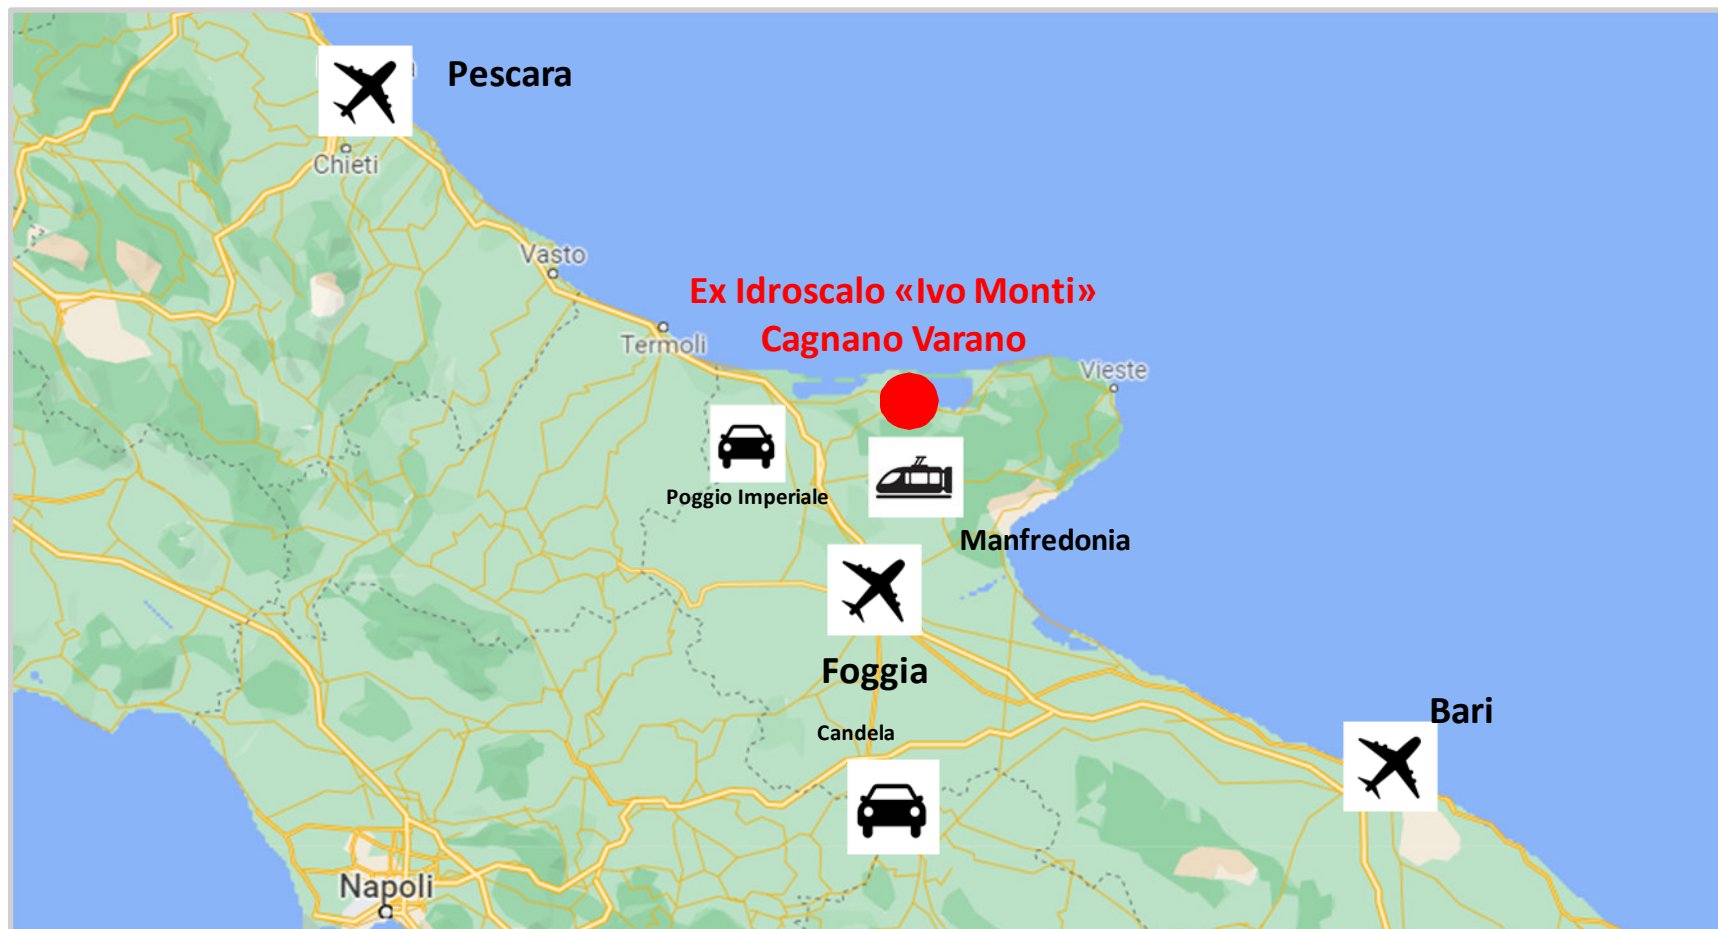 Pescara
Chieti
Vasto
Ex Idroscalo «Ivo Monti»
Cagnano Varano
Termoli
Vieste
Poggio Imperiale
Manfredonia
Foggia
Bari
Candela
Napoli